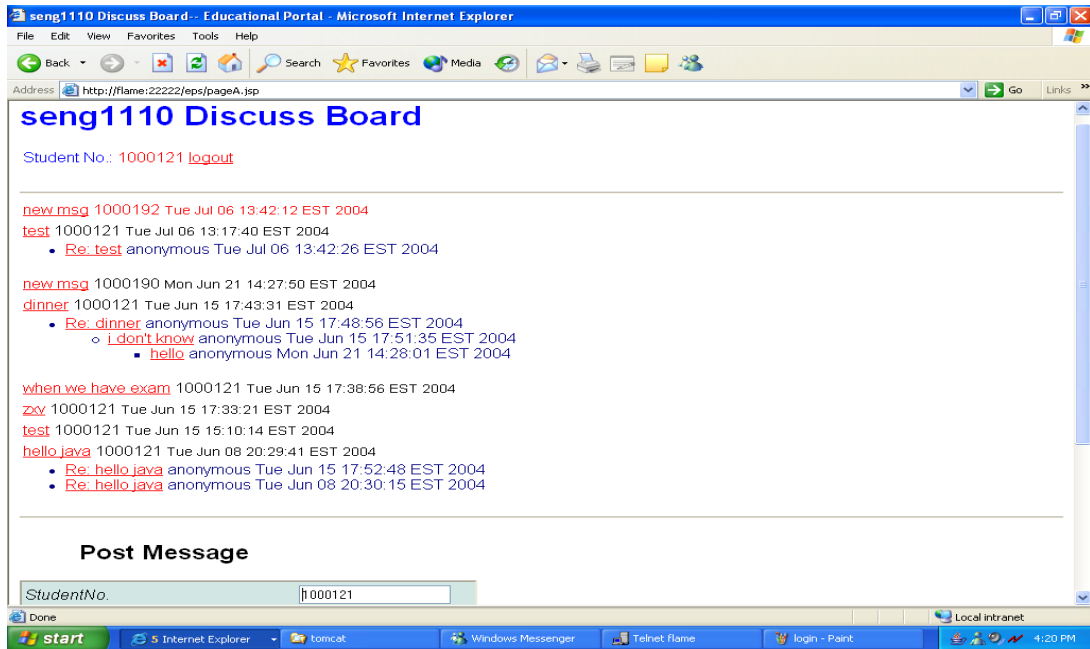 seng1110 Discuss Board-- Educational Portal - Microsoft Internet Explorer
File Edit View Favorites Tools Help
Back Search Favorites Media
Address http://flame:22222/eps/pageA.jsp Go Links »
seng1110 Discuss Board
Student No.: 1000121 logout
new msg 1000192 Tue Jul 06 13:42:12 EST 2004
test 1000121 Tue Jul 06 13:17:40 EST 2004
Re: test anonymous Tue Jul 06 13:42:26 EST 2004
new msg 1000190 Mon Jun 21 14:27:50 EST 2004
dinner 1000121 Tue Jun 15 17:43:31 EST 2004
Re: dinner anonymous Tue Jun 15 17:48:56 EST 2004
i don't know anonymous Tue Jun 15 17:51:35 EST 2004
hello anonymous Mon Jun 21 14:28:01 EST 2004
when we have exam 1000121 Tue Jun 15 17:38:56 EST 2004
zxv 1000121 Tue Jun 15 17:33:21 EST 2004
test 1000121 Tue Jun 15 15:10:14 EST 2004
hello java 1000121 Tue Jun 08 20:29:41 EST 2004
Re: hello java anonymous Tue Jun 15 17:52:48 EST 2004
Re: hello java anonymous Tue Jun 08 20:30:15 EST 2004
Post Message
StudentNo. 1000121
Done Local intranet
start 5 Internet Explorer tomcat Windows Messenger Telnet flame login - Paint 4:20 PM